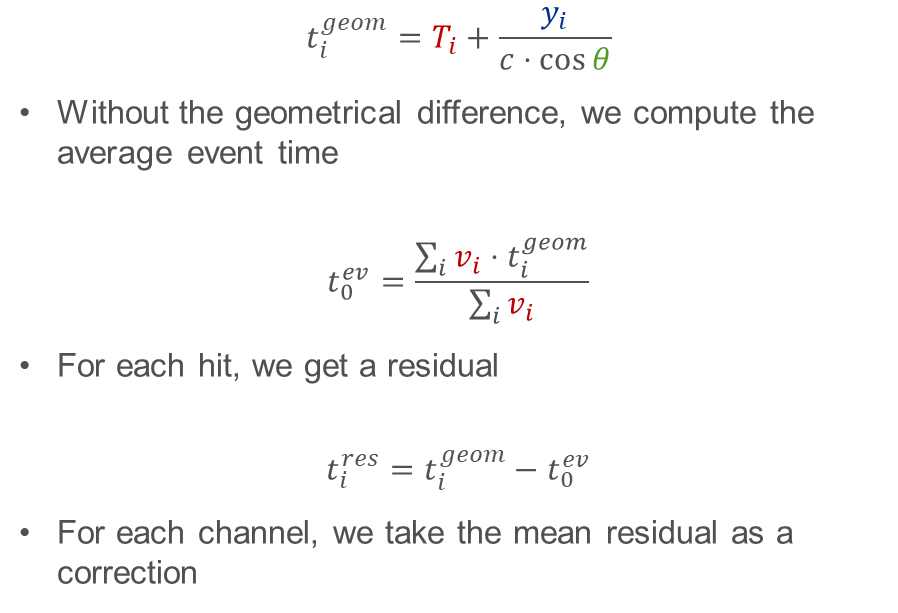 t_i^{geom} = T_i + \frac{y_i}{c \cdot \cos \theta}
• Without the geometrical difference, we compute the
average event time
t_0^{ev} = \frac{\sum_i v_i \cdot t_i^{geom}}{\sum_i v_i}
• For each hit, we get a residual
t_i^{res} = t_i^{geom} − t_0^{ev}
• For each channel, we take the mean residual as a
correction